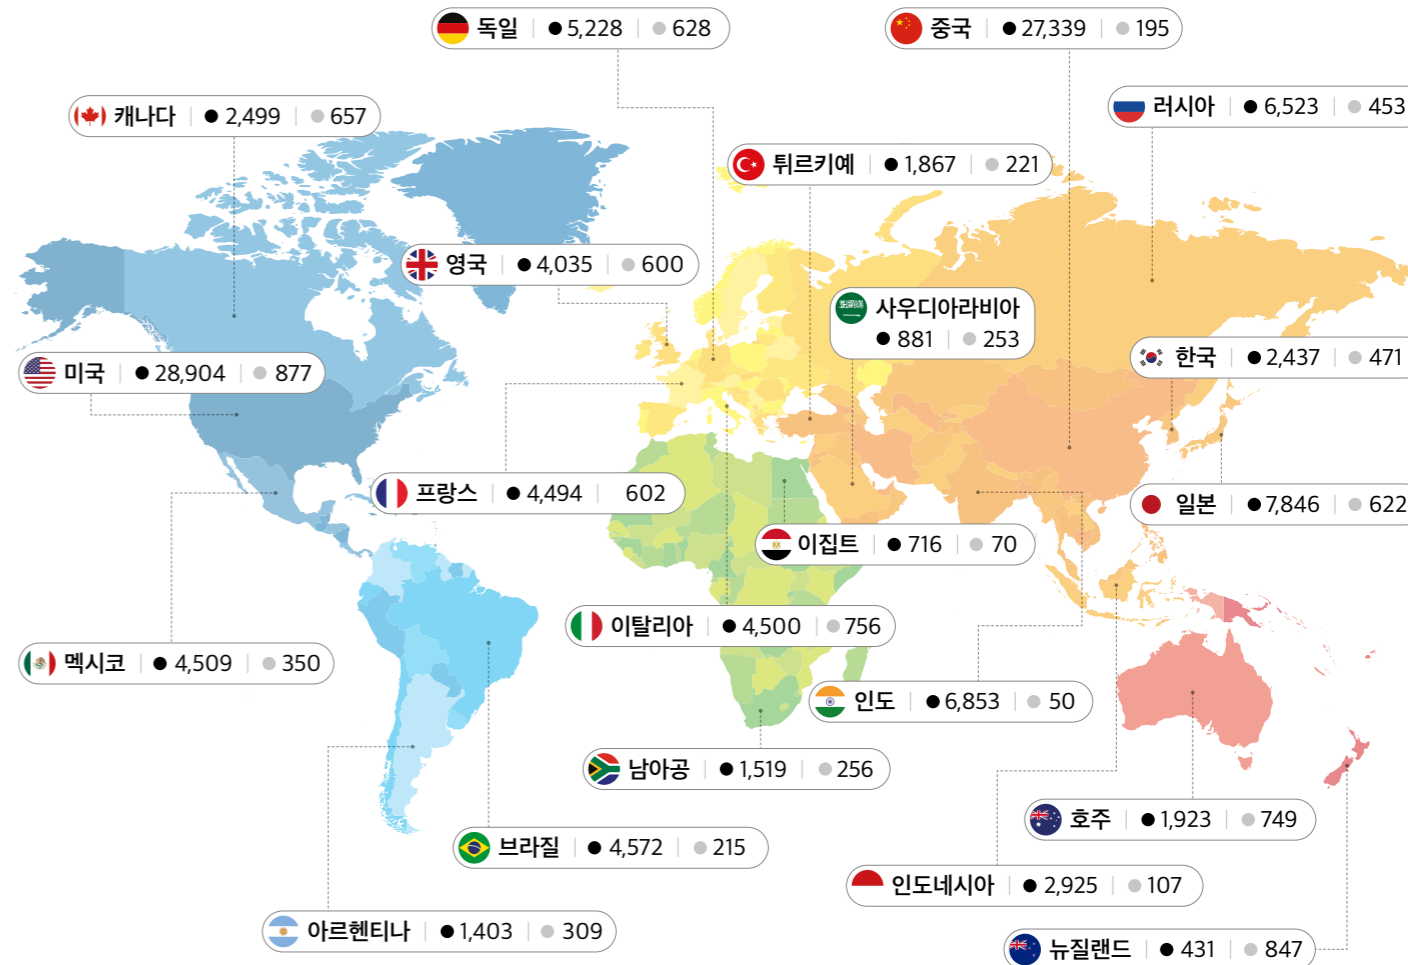 독일 5,228 628
중국 27,339 195
캐나다 2,499 657
러시아 6,523 453
튀르키예 1,867 221
영국 4,035 600
사우디아라비아
881 253
한국 2,437 471
미국 28,904 877
프랑스 4,494 602
일본 7,846 622
이집트 716 70
이탈리아 4,500 756
멕시코 4,509 350
인도 6,853 50
남아공 1,519 256
호주 1,923 749
브라질 4,572 215
인도네시아 2,925 107
아르헨티나 1,403 309
뉴질랜드 431 847